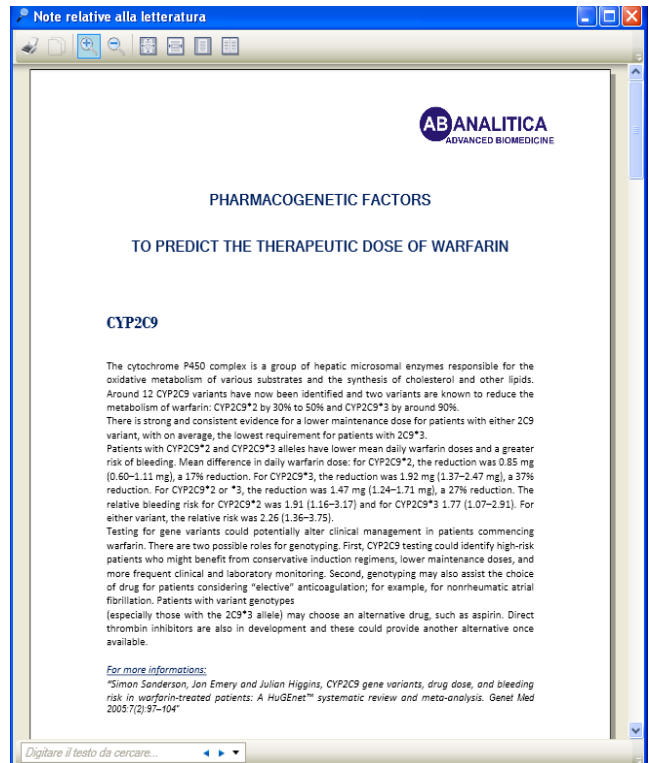 Note relative alla letteratura
AB ANALITICA
ADVANCED BIOMEDICINE
PHARMACOGENETIC FACTORS
TO PREDICT THE THERAPEUTIC DOSE OF WARFARIN
CYP2C9
The cytochrome P450 complex is a group of hepatic microsomal enzymes responsible for the
oxidative metabolism of various substrates and the synthesis of cholesterol and other lipids.
Around 12 CYP2C9 variants have now been identified and two variants are known to reduce the
metabolism of warfarin: CYP2C9*2 by 30% to 50% and CYP2C9*3 by around 90%.
There is strong and consistent evidence for a lower maintenance dose for patients with either 2C9
variant, with on average, the lowest requirement for patients with 2C9*3.
Patients with CYP2C9*2 and CYP2C9*3 alleles have lower mean daily warfarin doses and a greater
risk of bleeding. Mean difference in daily warfarin dose: for CYP2C9*2, the reduction was 0.85 mg
(0.60–1.11 mg), a 17% reduction. For CYP2C9*3, the reduction was 1.92 mg (1.37–2.47 mg), a 37%
reduction. For CYP2C9*2 or *3, the reduction was 1.47 mg (1.24–1.71 mg), a 27% reduction. The
relative bleeding risk for CYP2C9*2 was 1.91 (1.16–3.17) and for CYP2C9*3 1.77 (1.07–2.91). For
either variant, the relative risk was 2.26 (1.36–3.75).
Testing for gene variants could potentially alter clinical management in patients commencing
warfarin. There are two possible roles for genotyping. First, CYP2C9 testing could identify high-risk
patients who might benefit from conservative induction regimens, lower maintenance doses, and
more frequent clinical and laboratory monitoring. Second, genotyping may also assist the choice
of drug for patients considering “elective” anticoagulation; for example, for nonrheumatic atrial
fibrillation. Patients with variant genotypes
(especially those with the 2C9*3 allele) may choose an alternative drug, such as aspirin. Direct
thrombin inhibitors are also in development and these could provide another alternative once
available.
For more informations:
“Simon Sanderson, Jon Emery and Julian Higgins, CYP2C9 gene variants, drug dose, and bleeding
risk in warfarin-treated patients: A HuGEnet™ systematic review and meta-analysis. Genet Med
2005:7(2):97–104”
Digitare il testo da cercare...